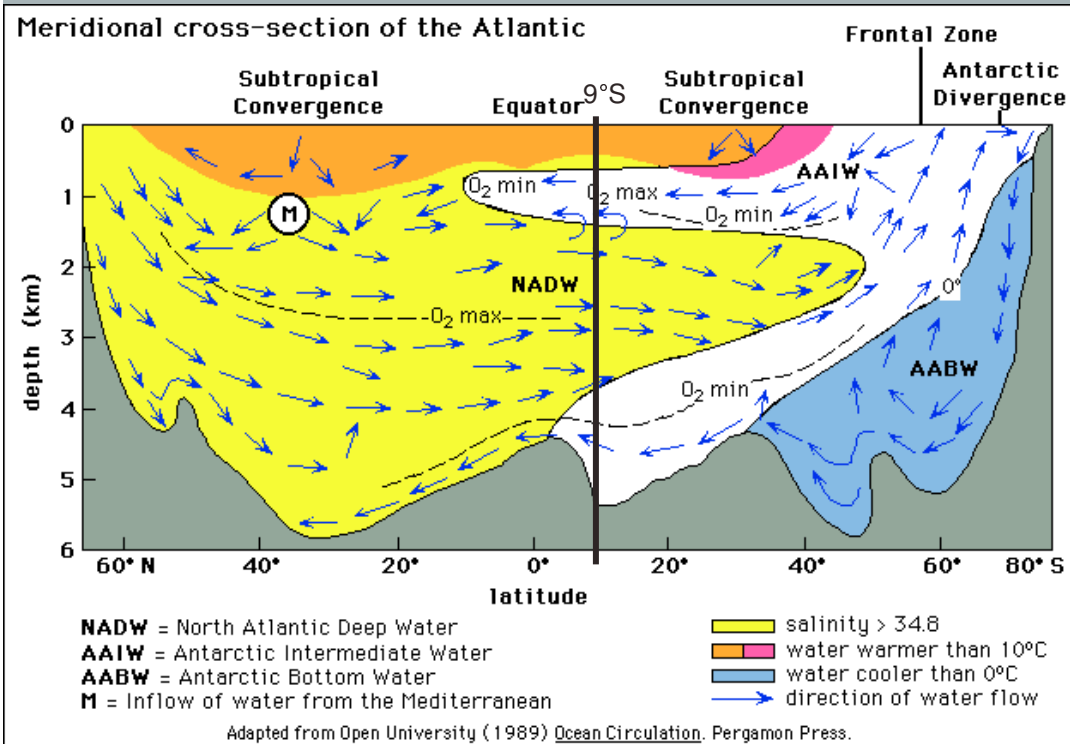 Meridional cross-section of the Atlantic
Frontal Zone
Subtropical
Convergence
Equator
9°S
Subtropical
Convergence
Antarctic
Divergence
0
1
2
3
4
5
6
depth (km)
O2 min
O2 max
AAIW
O2 min
M
NADW
0°
O2 max
O2 min
AABW
60° N
40°
20°
0°
20°
40°
60°
80° S
latitude
NADW = North Atlantic Deep Water
AAIW = Antarctic Intermediate Water
AABW = Antarctic Bottom Water
M = Inflow of water from the Mediterranean
salinity > 34.8
water warmer than 10ºC
water cooler than 0ºC
direction of water flow
Adapted from Open University (1989) Ocean Circulation. Pergamon Press.